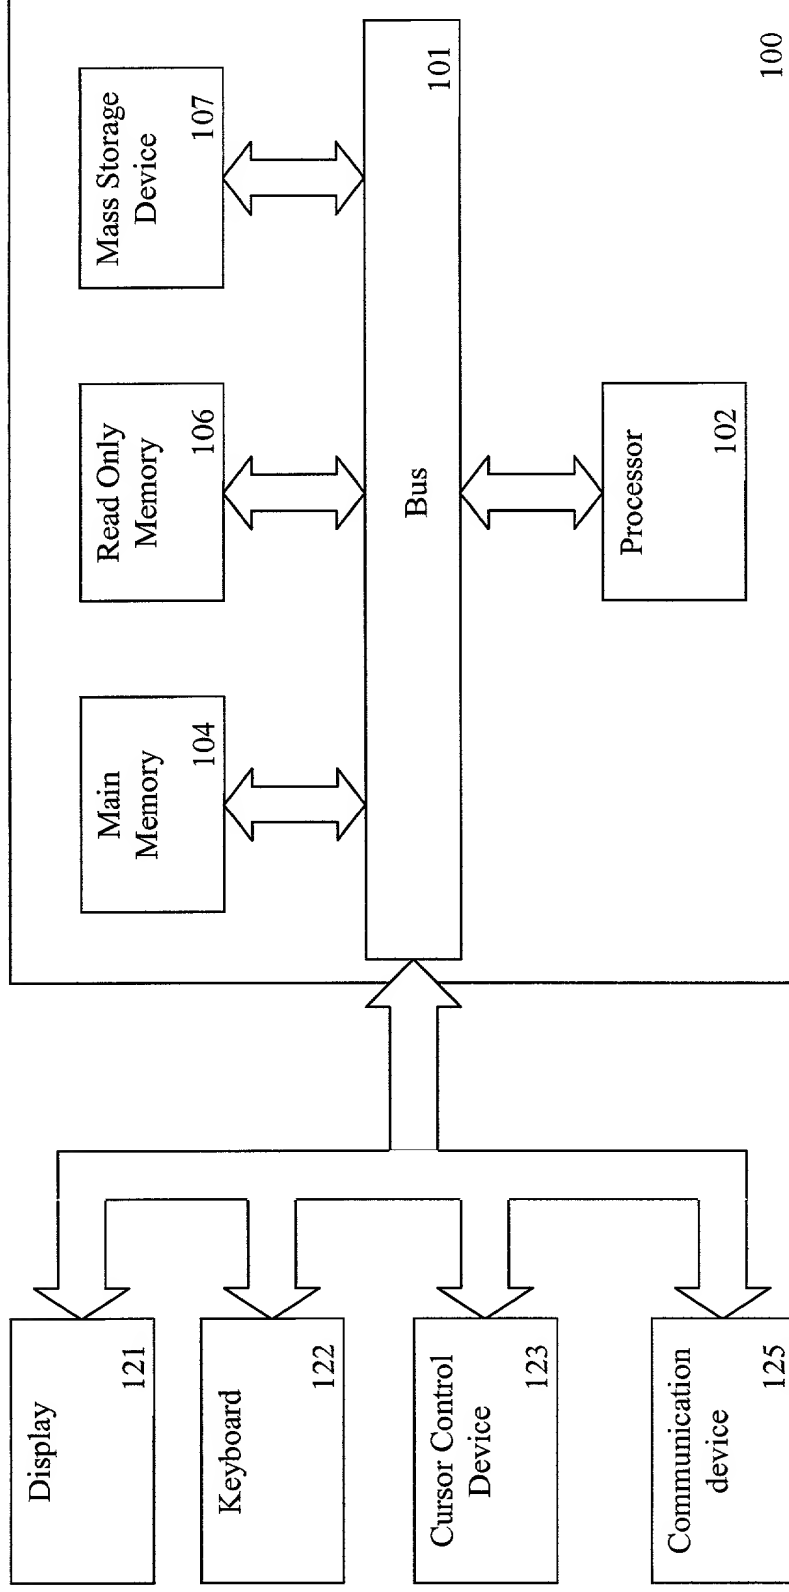 Display
121
Keyboard
122
Cursor Control
Device
123
Communication
device
125
Main
Memory
104
Read Only
Memory
106
Mass Storage
Device
107
Bus
101
Processor
102
100